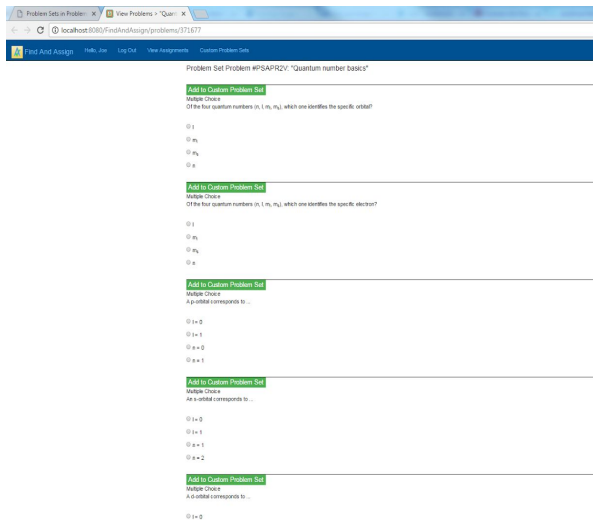 Problem Sets in Problem
View Problems > "Quant
localhost:8080/FindAndAssign/problems/371677
Find And Assign Hello, Joe Log Out View Assignments Custom Problem Sets
Problem Set Problem #PSAPR2V: "Quantum number basics"
Add to Custom Problem Set
Multiple Choice
Of the four quantum numbers (n, l, mₗ, mₛ), which one identifies the specific orbital?
l
mₗ
mₛ
n
Add to Custom Problem Set
Multiple Choice
Of the four quantum numbers (n, l, mₗ, mₛ), which one identifies the specific electron?
l
mₗ
mₛ
n
Add to Custom Problem Set
Multiple Choice
A p-orbital corresponds to ...
l = 0
l = 1
n = 0
n = 1
Add to Custom Problem Set
Multiple Choice
An s-orbital corresponds to ...
l = 0
l = 1
n = 1
n = 2
Add to Custom Problem Set
Multiple Choice
A d-orbital corresponds to ...
l = 0